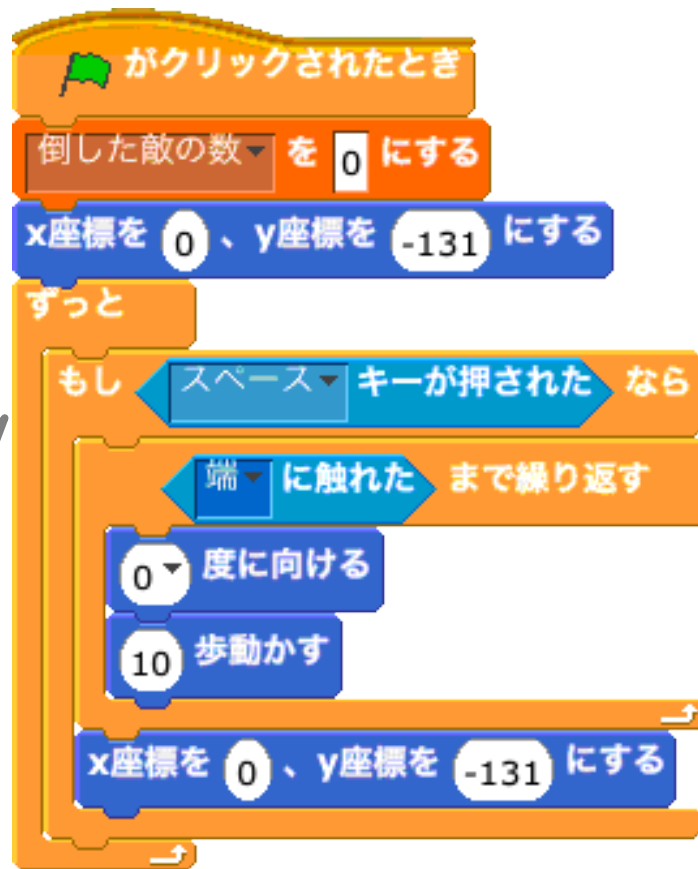 がクリックされたとき
倒した敵の数 を 0 にする
x座標を 0 、y座標を -131 にする
ずっと
もし スペース キーが押された なら
端 に触れた まで繰り返す
0 度に向ける
10 歩動かす
x座標を 0 、y座標を -131 にする